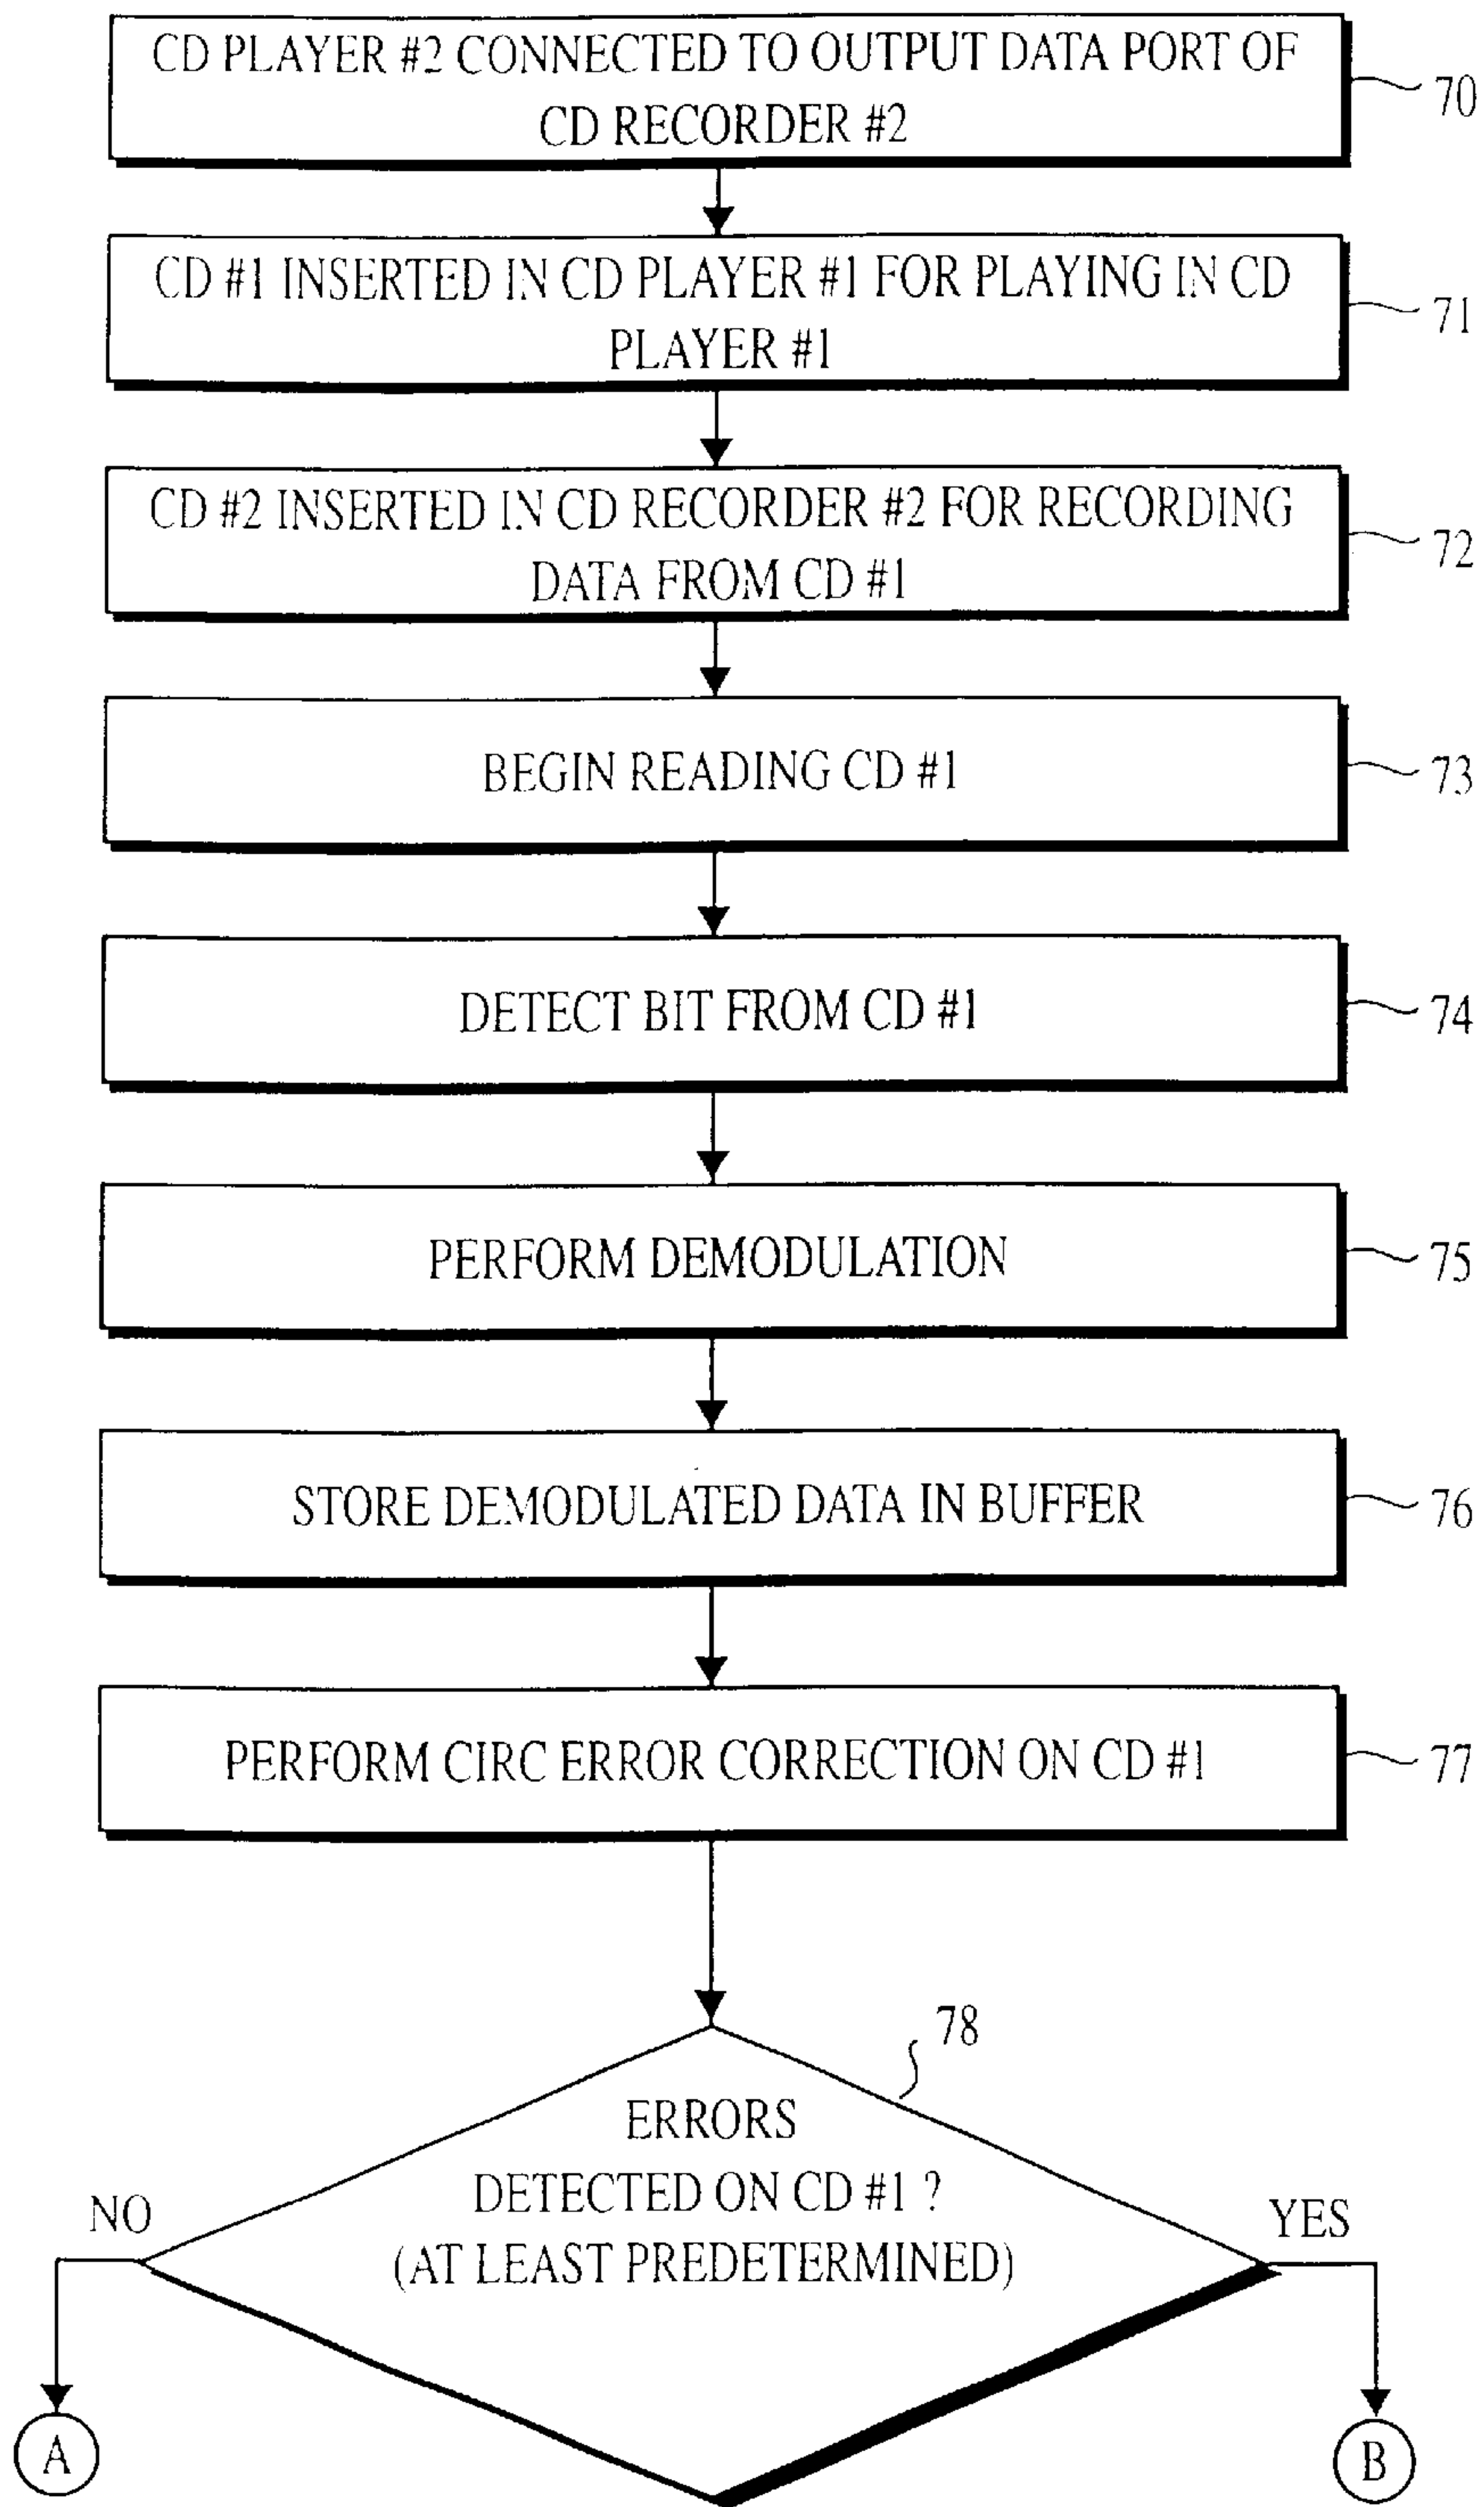 CD PLAYER #2 CONNECTED TO OUTPUT DATA PORT OF
CD RECORDER #2
70
CD #1 INSERTED IN CD PLAYER #1 FOR PLAYING IN CD
PLAYER #1
71
CD #2 INSERTED IN CD RECORDER #2 FOR RECORDING
DATA FROM CD #1
72
BEGIN READING CD #1
73
DETECT BIT FROM CD #1
74
PERFORM DEMODULATION
75
STORE DEMODULATED DATA IN BUFFER
76
PERFORM CIRC ERROR CORRECTION ON CD #1
77
78
ERRORS
DETECTED ON CD #1 ?
(AT LEAST PREDETERMINED)
NO
YES
A
B